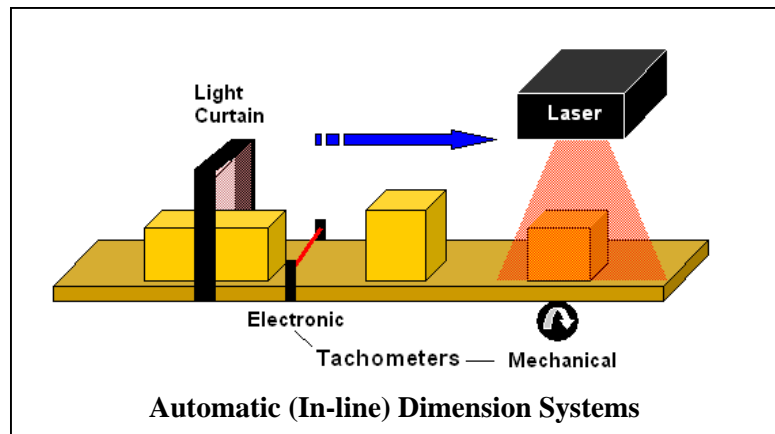 Light
Curtain
Laser
Electronic
Tachometers
Mechanical
Automatic (In-line) Dimension Systems